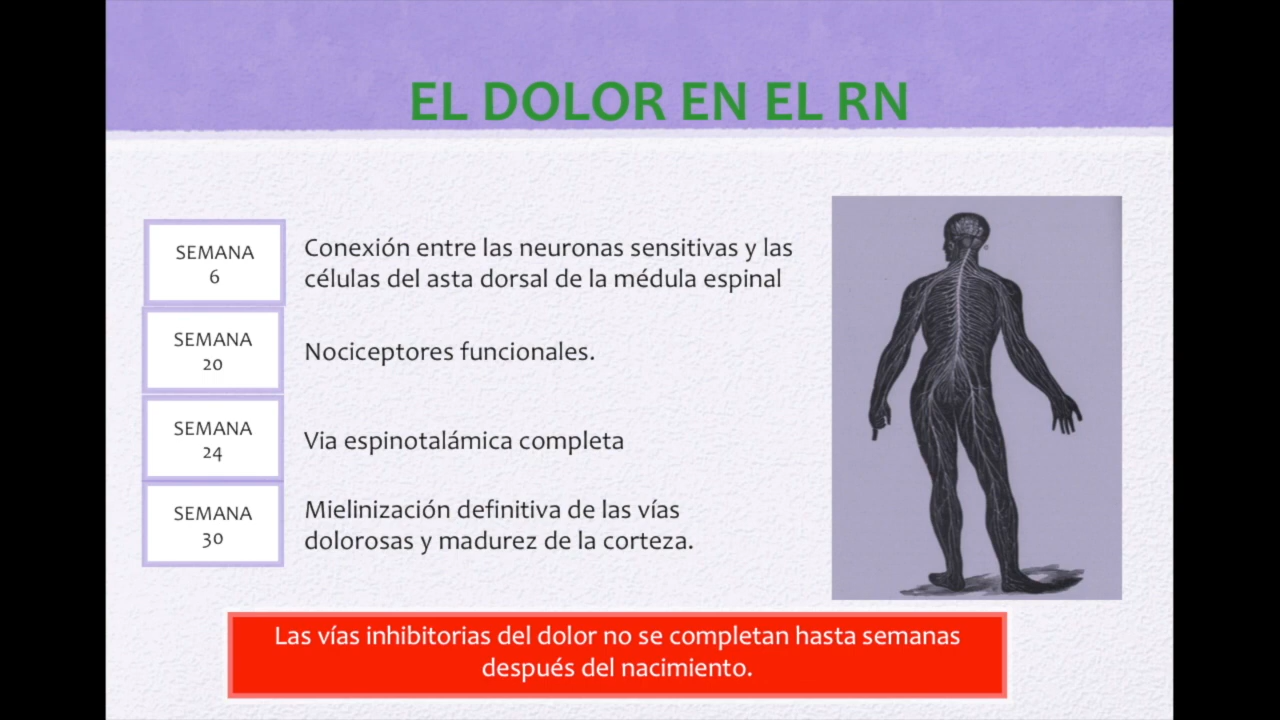 EL DOLOR EN EL RN
SEMANA
6
Conexión entre las neuronas sensitivas y las
células del asta dorsal de la médula espinal
SEMANA
20
Nociceptores funcionales.
SEMANA
24
Via espinotalámica completa
SEMANA
30
Mielinización definitiva de las vías
dolorosas y madurez de la corteza.
Las vías inhibitorias del dolor no se completan hasta semanas
después del nacimiento.